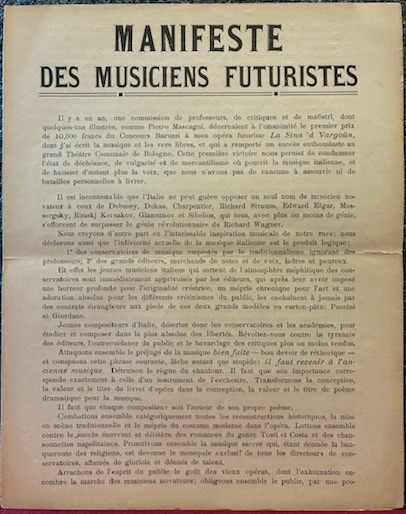 MANIFESTE
DES MUSICIENS FUTURISTES
Il y a un an, une commission de professeurs, de critiques et de maëstri, dont
quelques-uns illustres, comme Pietro Mascagni, décernaient à l'unanimité le premier prix
de 10,000 francs du Concours Baruzzi à mon opéra futuriste La Sina 'd Vargoün,
dont j'ai écrit la musique et les vers libres, et qui a remporté un succès enthousiaste au
grand Théâtre Comunale de Bologne. Cette première victoire nous permet de condamner
l'état de déchéance, de vulgarité et de mercantilisme où pourrit la musique italienne, et
de hausser d'autant plus la voix, que nous n'avons pas de rancune à assouvir ni de
batailles personnelles à livrer.
Il est incontestable que l'Italie ne peut guère opposer un seul nom de musicien no-
vateur à ceux de Debussy, Dukas, Charpentier, Richard Strauss, Edward Elgar, Mus-
sorgsky, Rimski Korsakov, Glazounov et Sibelius, qui tous, avec plus ou moins de génie,
s'efforcent de surpasser le génie révolutionnaire de Richard Wagner.
Nous croyons d'autre part en l'intarissable inspiration musicale de notre race; nous
déclarons aussi que l'infériorité actuelle de la musique italienne est le produit logique:
1° des conservatoires de musique empestés par le traditionnalisme ignorant des
professeurs; 2° des grands éditeurs, marchands de notes et de voix, ladres et peureux.
Et effet les jeunes musiciens italiens qui sortent de l'atmosphère méphitique des con-
servatoires sont immédiatement apprivoisés par les éditeurs, qui après leur avoir imposé
une horreur profonde pour l'originalité créatrice, un mépris chronique pour l'art et une
adoration absolue pour les différents crétinismes du public, les enchaînent à jamais par
des contrats étrangleurs aux pieds de ces deux grands modèles en carton-pâte: Puccini
et Giordano.
Jeunes compositeurs d'Italie, désertez donc les conservatoires et les académies, pour
étudier et composer dans la plus absolue des libertés. Révoltez-vous contre la tyrannie
des éditeurs, l'outrecuidance du public et le bavardage des critiques plus ou moins vendus.
Attaquons ensemble le préjugé de la musique bien faite — bon devoir de réthorique —
et conspuons cette phrase courante, lâche autant que stupide: il faut revenir à l'an-
cienne musique. Détruison le règne du chanteur. Il faut que son importance corre-
sponde exactement à celle d'un instrument de l'orchestre. Transformons la conception,
la valeur et le titre du livret d'opéra dans la conception, la valeur et le titre de poème
dramatique pour la musique.
Il faut que chaque compositeur soit l'auteur de son propre poème.
Combattons ensemble catégoriquement toutes les reconstructions historiques, la mise
en scène traditionnelle et le mépris du costume moderne dans l'opéra. Luttons ensemble
contre le succès énervant et délétère des romances du genre Tosti et Costa et des chan-
sonnettes napolitaines. Proscrivons ensemble la musique sacrée qui, étant donnée la ban-
queroute des religions, est devenue le monopole exclusif de tous les directeurs de con-
servatoires, affamés de gloriole et dénués de talent.
Arrachons de l'esprit du public le goût des vieux opéras, dont l'exhumation en-
combre la marche des musiciens novateurs; obligeons ensemble le public, par une pro-